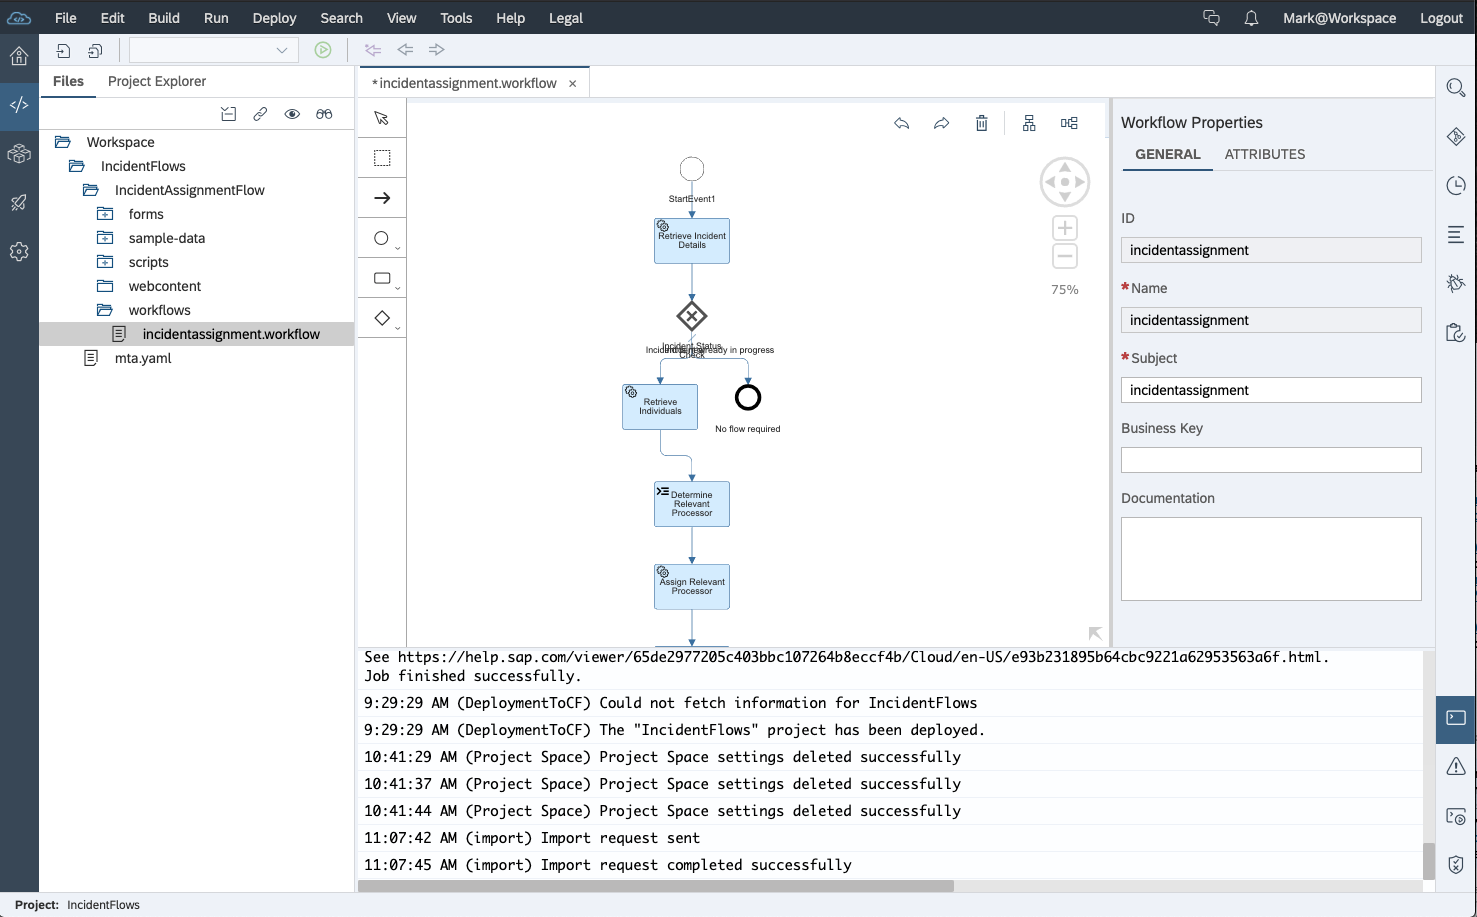 File Edit Build Run Deploy Search View Tools Help Legal Mark@Workspace Logout
Files Project Explorer
Workspace
IncidentFlows
IncidentAssignmentFlow
forms
sample-data
scripts
webcontent
workflows
incidentassignment.workflow
mta.yaml
*incidentassignment.workflow ×
StartEvent1
Retrieve Incident
Details
Incident Status
Check
Incident is already in progress
Retrieve
Individuals
No flow required
Determine
Relevant
Processor
Assign Relevant
Processor
75%
Workflow Properties
GENERAL ATTRIBUTES
ID
incidentassignment
*Name
incidentassignment
*Subject
incidentassignment
Business Key
Documentation
See https://help.sap.com/viewer/65de2977205c403bbc107264b8eccf4b/Cloud/en-US/e93b231895b64cbc9221a62953563a6f.html.
Job finished successfully.
9:29:29 AM (DeploymentToCF) Could not fetch information for IncidentFlows
9:29:29 AM (DeploymentToCF) The "IncidentFlows" project has been deployed.
10:41:29 AM (Project Space) Project Space settings deleted successfully
10:41:37 AM (Project Space) Project Space settings deleted successfully
10:41:44 AM (Project Space) Project Space settings deleted successfully
11:07:42 AM (import) Import request sent
11:07:45 AM (import) Import request completed successfully
Project: IncidentFlows